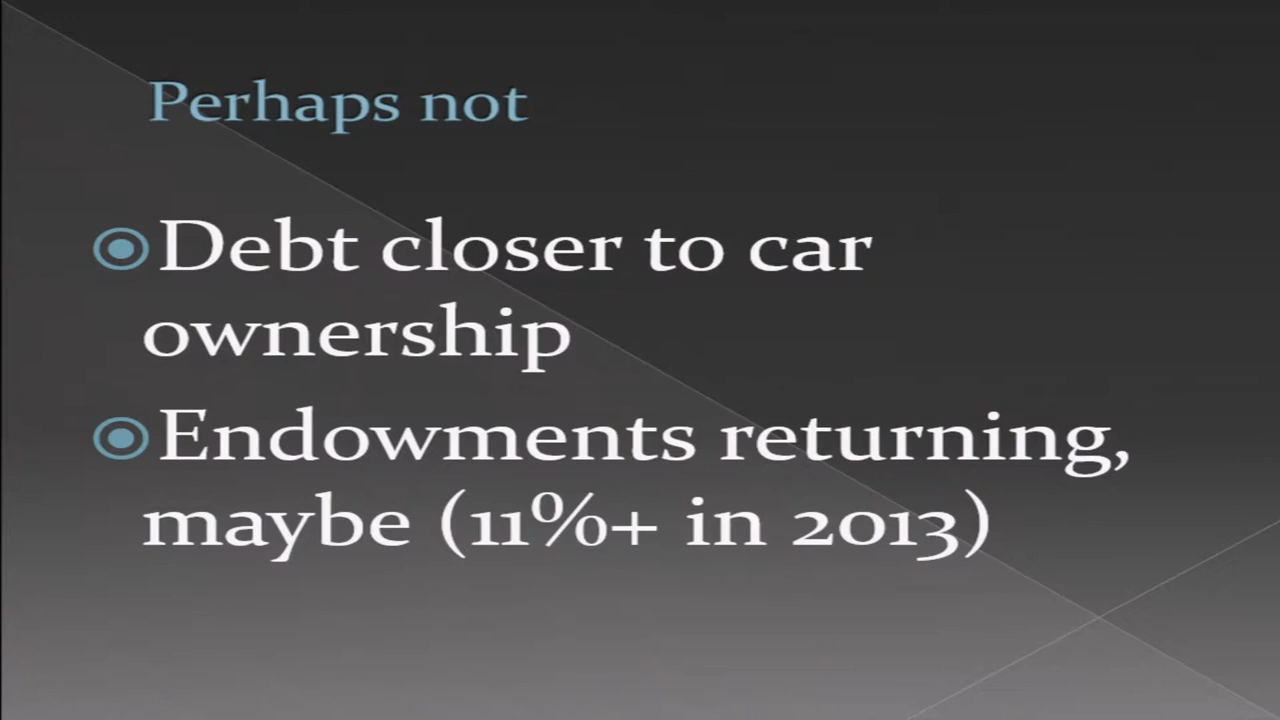 Perhaps not
Debt closer to car
ownership
Endowments returning,
maybe (11%+ in 2013)